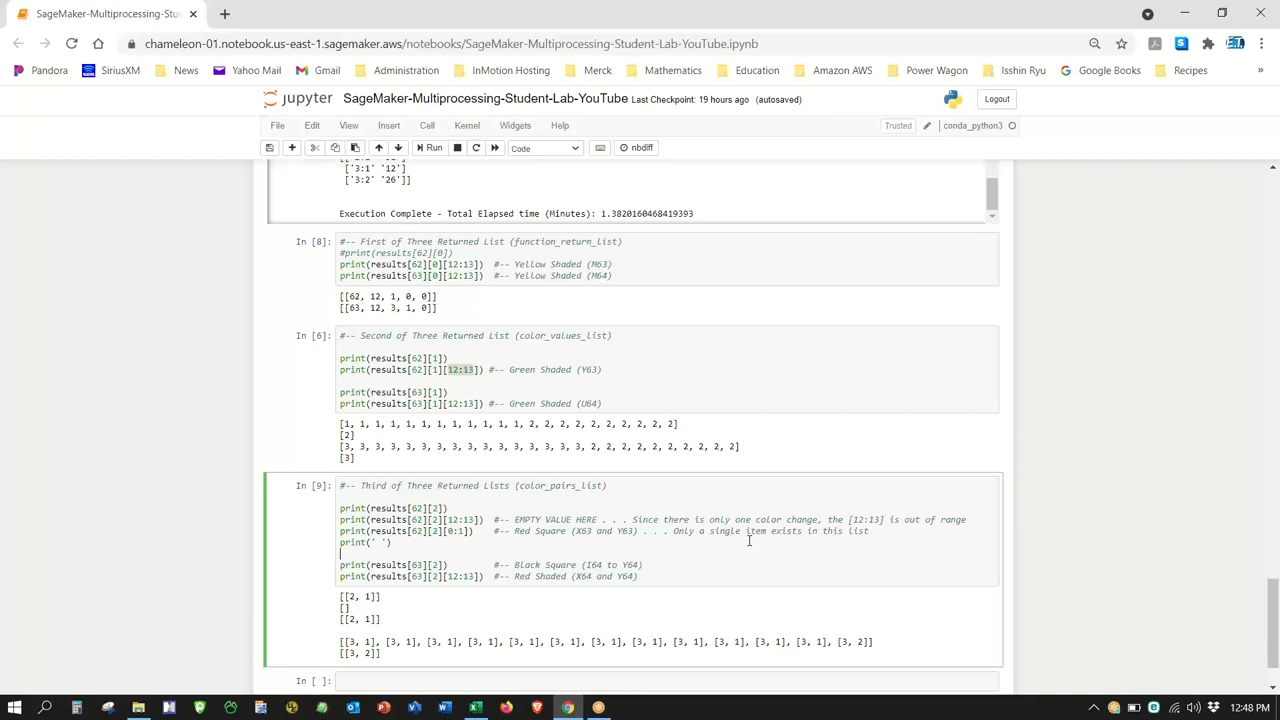 SageMaker-Multiprocessing-Stu
chameleon-01.notebook.us-east-1.sagemaker.aws/notebooks/SageMaker-Multiprocessing-Student-Lab-YouTube.ipynb
Pandora SiriusXM News Yahoo Mail Gmail Administration InMotion Hosting Merck Mathematics Education Amazon AWS Power Wagon Isshin Ryu Google Books Recipes »
jupyter SageMaker-Multiprocessing-Student-Lab-YouTube Last Checkpoint: 19 hours ago (autosaved) Logout
File Edit View Insert Cell Kernel Widgets Help Trusted conda_python3
Run Code nbdiff
['3:1' '12']
['3:2' '26']]
Execution Complete - Total Elapsed time (Minutes): 1.3820160468419393
In [8]: #-- First of Three Returned List (function_return_list)
#print(results[62][0])
print(results[62][0][12:13]) #-- Yellow Shaded (M63)
print(results[63][0][12:13]) #-- Yellow Shaded (M64)
[[62, 12, 1, 0, 0]]
[[63, 12, 3, 1, 0]]
In [6]: #-- Second of Three Returned List (color_values_list)
print(results[62][1])
print(results[62][1][12:13]) #-- Green Shaded (Y63)
print(results[63][1])
print(results[63][1][12:13]) #-- Green Shaded (U64)
[1, 1, 1, 1, 1, 1, 1, 1, 1, 1, 1, 1, 2, 2, 2, 2, 2, 2, 2, 2, 2, 2]
[2]
[3, 3, 3, 3, 3, 3, 3, 3, 3, 3, 3, 3, 3, 3, 3, 3, 2, 2, 2, 2, 2, 2, 2, 2, 2, 2]
[3]
In [9]: #-- Third of Three Returned Lists (color_pairs_list)
print(results[62][2])
print(results[62][2][12:13]) #-- EMPTY VALUE HERE . . . Since there is only one color change, the [12:13] is out of range
print(results[62][2][0:1]) #-- Red Square (X63 and Y63) . . . Only a single item exists in this list
print(' ')
print(results[63][2]) #-- Black Square (I64 to Y64)
print(results[63][2][12:13]) #-- Red Shaded (X64 and Y64)
[[2, 1]]
[]
[[2, 1]]
[[3, 1], [3, 1], [3, 1], [3, 1], [3, 1], [3, 1], [3, 1], [3, 1], [3, 1], [3, 1], [3, 1], [3, 1], [3, 2]]
[[3, 2]]
In [ ]:
12:48 PM